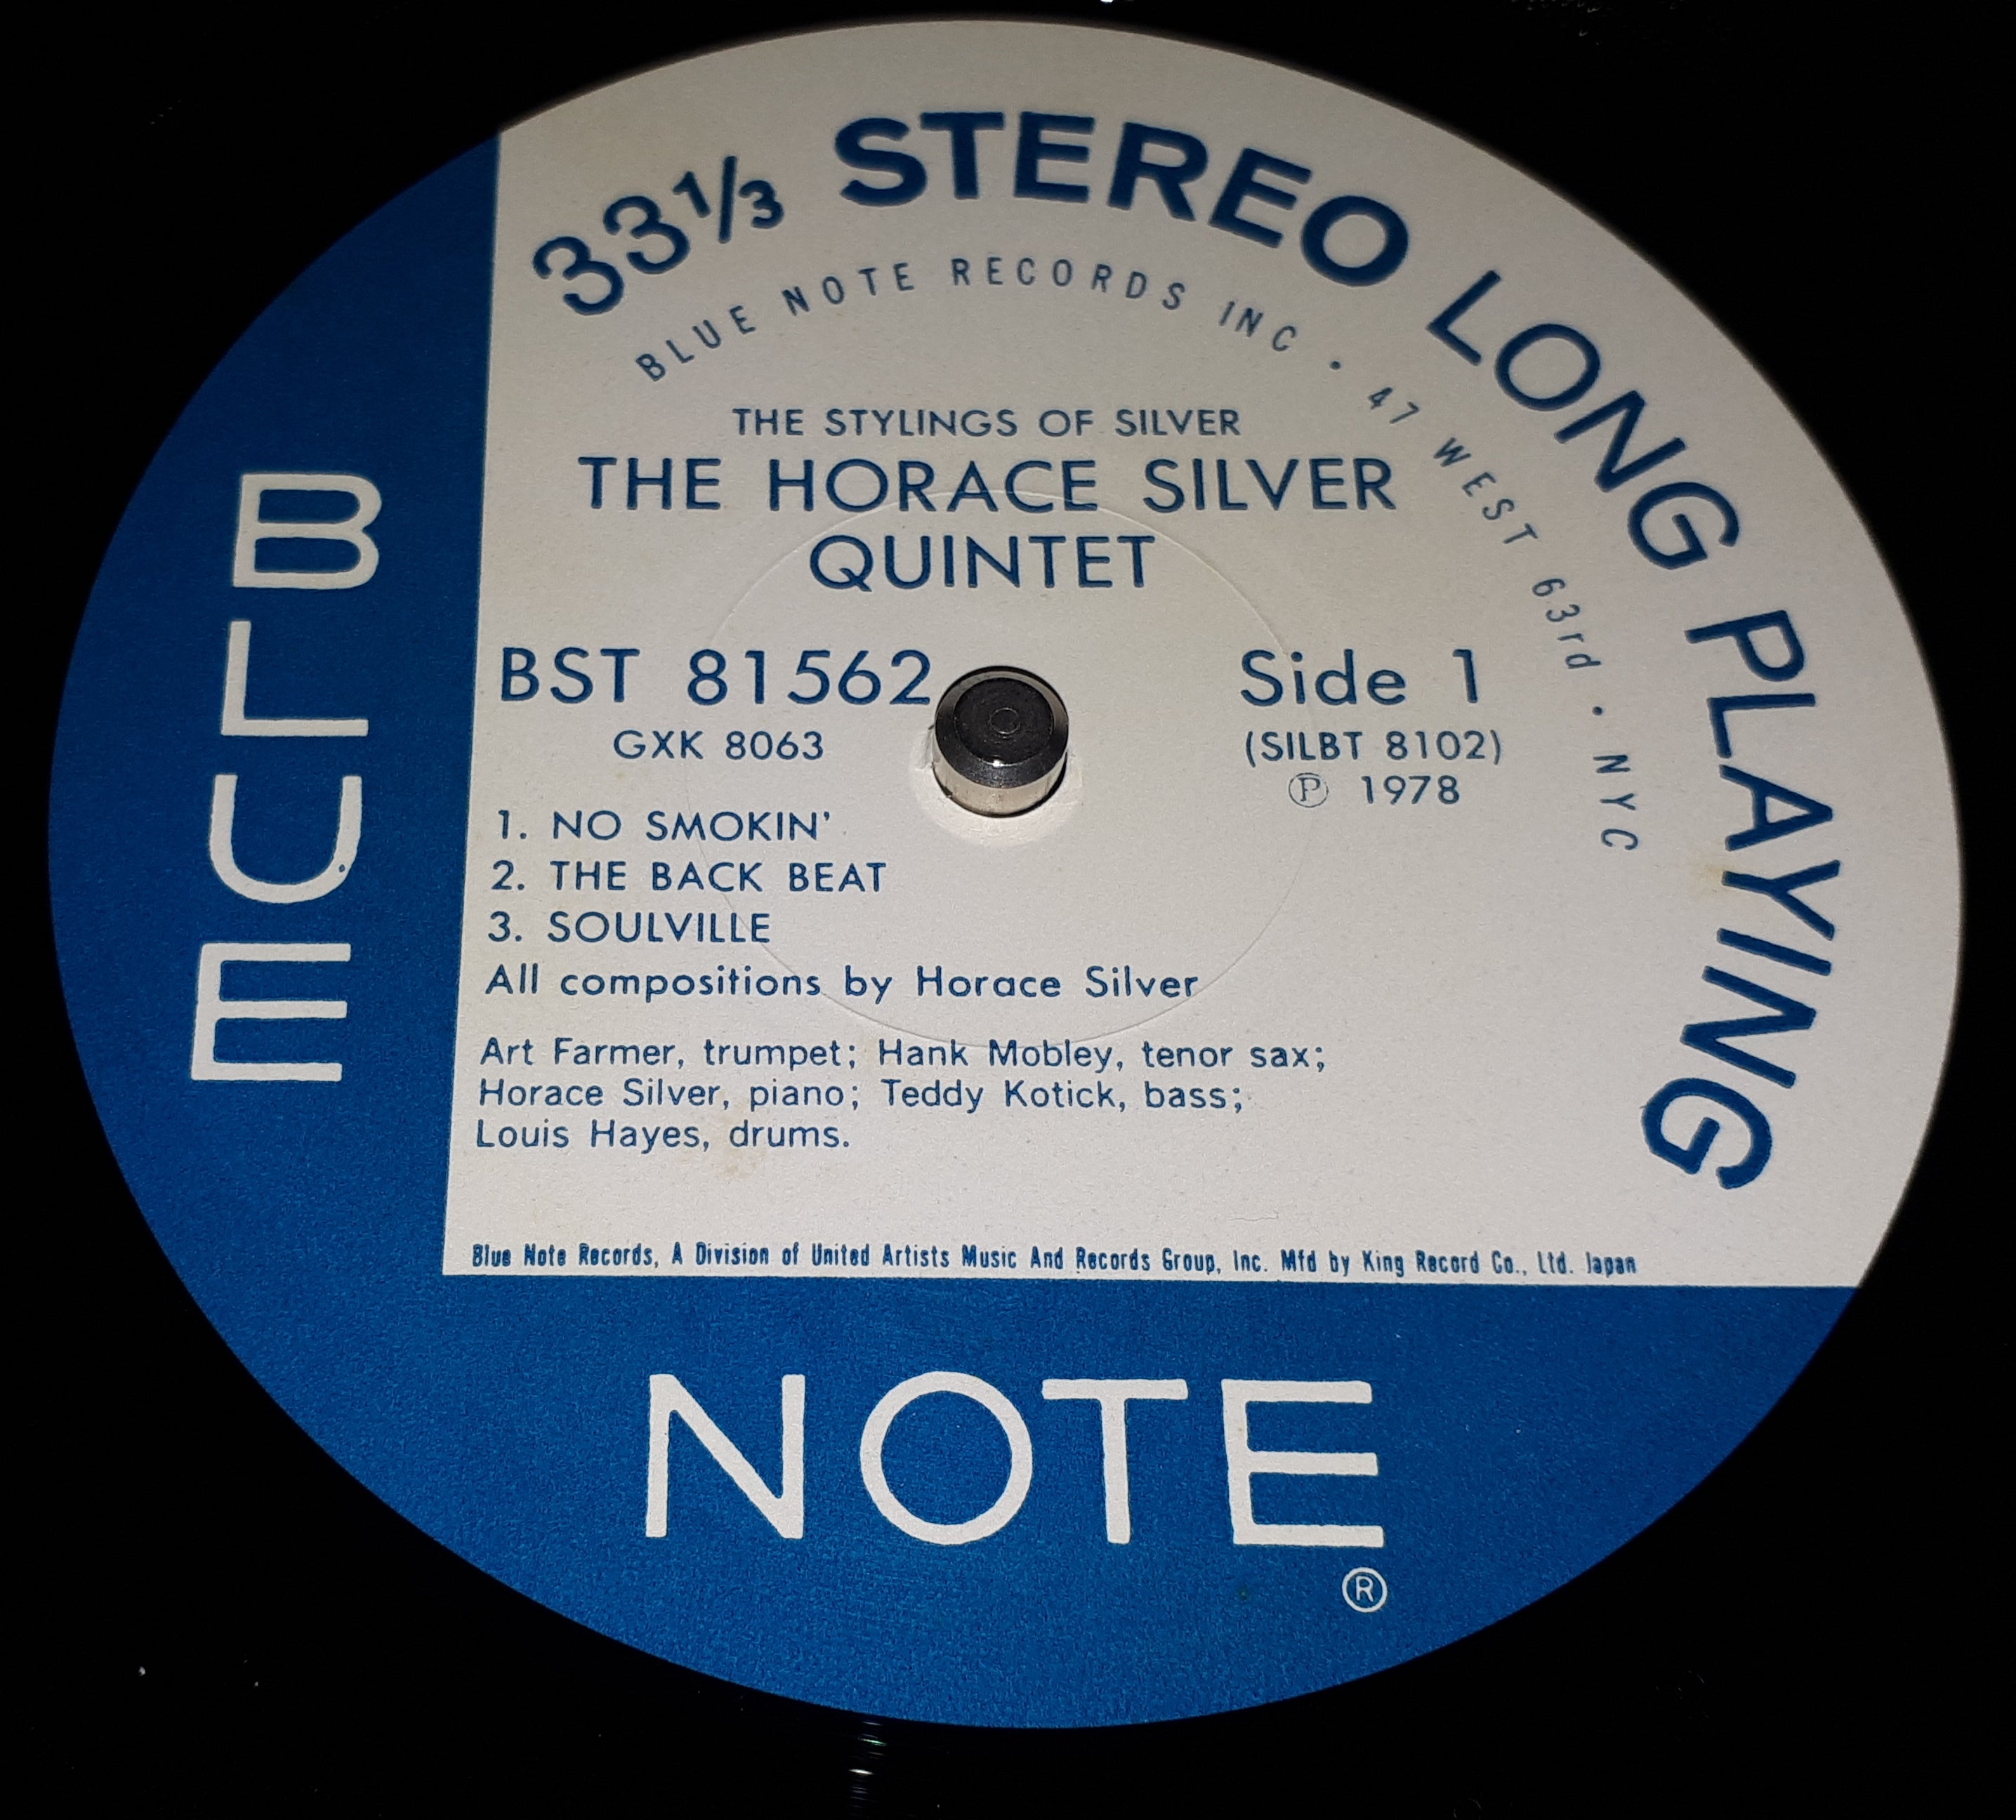 33⅓ STEREO LONG PLAYING
BLUE NOTE RECORDS INC • 47 WEST 63rd • NYC
THE STYLINGS OF SILVER
THE HORACE SILVER
QUINTET
BST 81562
Side 1
GXK 8063
(SILBT 8102)
Ⓟ 1978
1. NO SMOKIN'
2. THE BACK BEAT
3. SOULVILLE
All compositions by Horace Silver
Art Farmer, trumpet; Hank Mobley, tenor sax;
Horace Silver, piano; Teddy Kotick, bass;
Louis Hayes, drums.
Blue Note Records, A Division of United Artists Music And Records Group, Inc. Mfd by King Record Co., Ltd. Japan
BLUE
NOTE
®